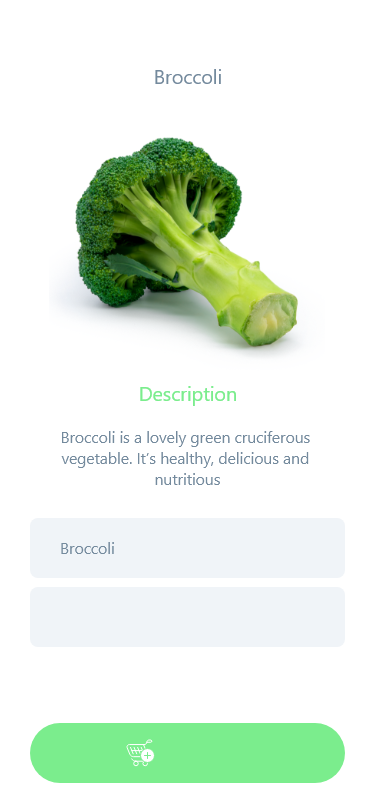 Broccoli
Description
Broccoli is a lovely green cruciferous
vegetable. It’s healthy, delicious and
nutritious
Broccoli